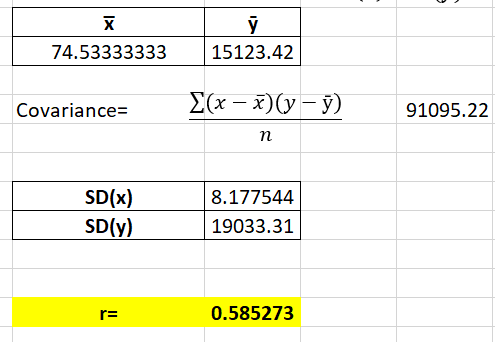 x̄ ȳ
74.53333333 15123.42
Covariance= ∑(x − x̄)(y − ȳ) 91095.22
n
SD(x) 8.177544
SD(y) 19033.31
r= 0.585273